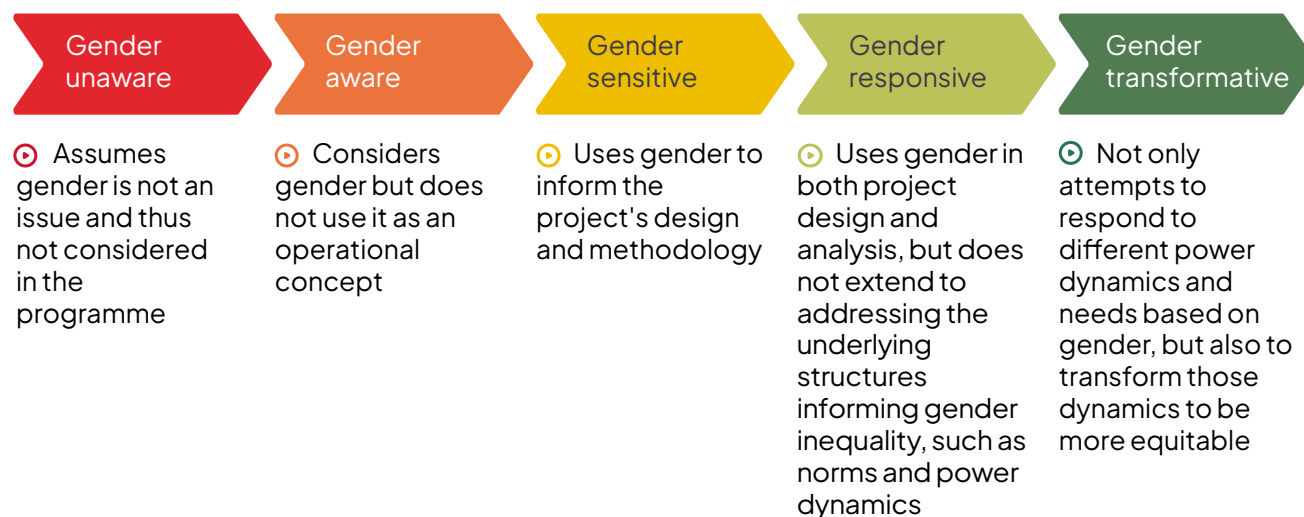 Gender
unaware
Gender
aware
Gender
sensitive
Gender
responsive
Gender
transformative
Assumes
gender is not an
issue and thus
not considered
in the
programme
Considers
gender but does
not use it as an
operational
concept
Uses gender to
inform the
project's design
and methodology
Uses gender in
both project
design and
analysis, but does
not extend to
addressing the
underlying
structures
informing gender
inequality, such as
norms and power
dynamics
Not only
attempts to
respond to
different power
dynamics and
needs based on
gender, but also to
transform those
dynamics to be
more equitable